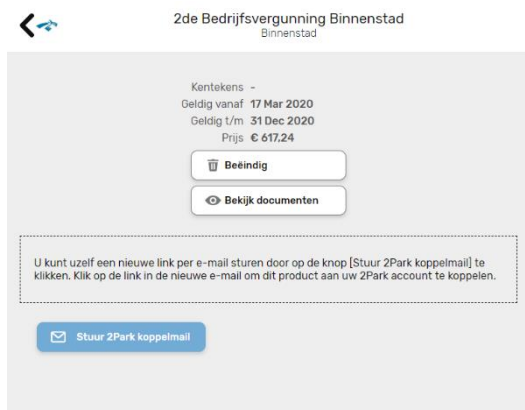 2de Bedrijfsvergunning Binnenstad
Binnenstad
Kentekens -
Geldig vanaf 17 Mar 2020
Geldig t/m 31 Dec 2020
Prijs € 617,24
Beëindig
Bekijk documenten
U kunt uzelf een nieuwe link per e-mail sturen door op de knop [Stuur 2Park koppelmail] te
klikken. Klik op de link in de nieuwe e-mail om dit product aan uw 2Park account te koppelen.
Stuur 2Park koppelmail